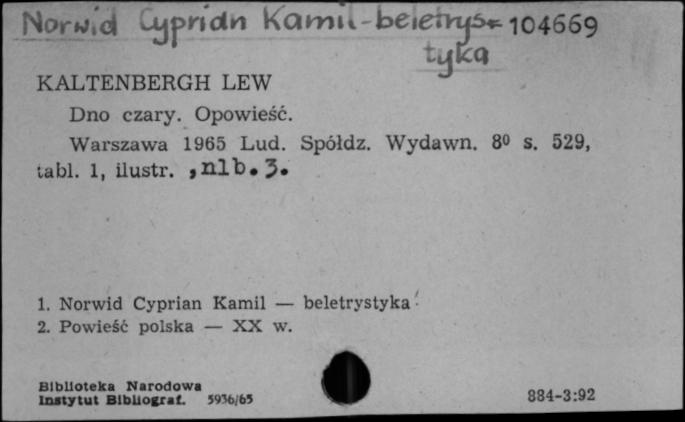 Norwid Cyprian Kamil - beletrys= 104669
tyka
KALTENBERGH LEW
Dno czary. Opowieść.
Warszawa 1965 Lud. Spółdz. Wydawn. 8⁰ s. 529,
tabl. 1, ilustr. , nlb. 3.
1. Norwid Cyprian Kamil — beletrystyka
2. Powieść polska — XX w.
Biblioteka Narodowa
Instytut Bibliograf. 5936/65
884-3:92